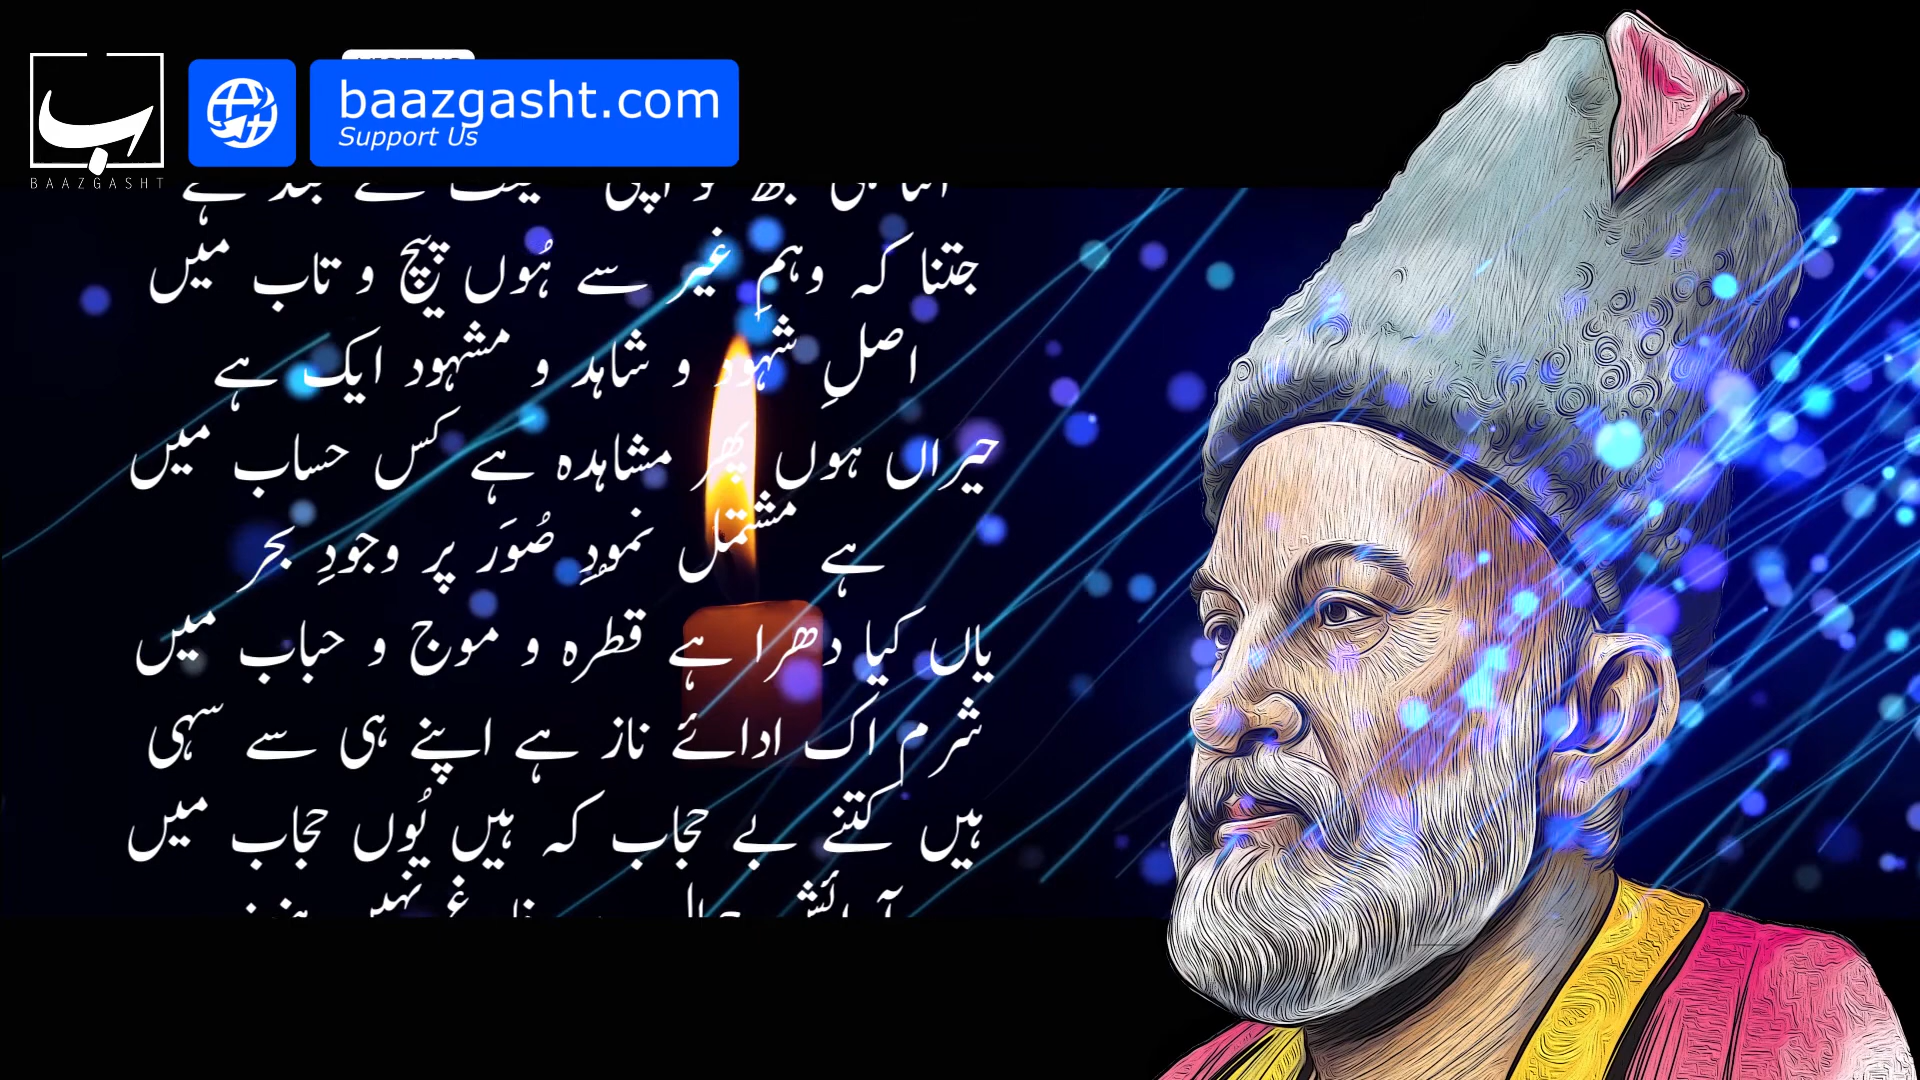 ب
BAAZGASHT
baazgasht.com
Support Us
جتنا کہ وہمِ غیر سے ہُوں پیچ و تاب میں
اصلِ شہود و شاہد و مشہود ایک ہے
حیراں ہوں پھر مشاہدہ ہے کس حساب میں
ہے مشتمل نمودِ صُوَر پر وجودِ بحر
یاں کیا دھرا ہے قطرہ و موج و حباب میں
شرم اک ادائے ناز ہے اپنے ہی سے سہی
ہیں کتنے بے حجاب کہ ہیں یُوں حجاب میں